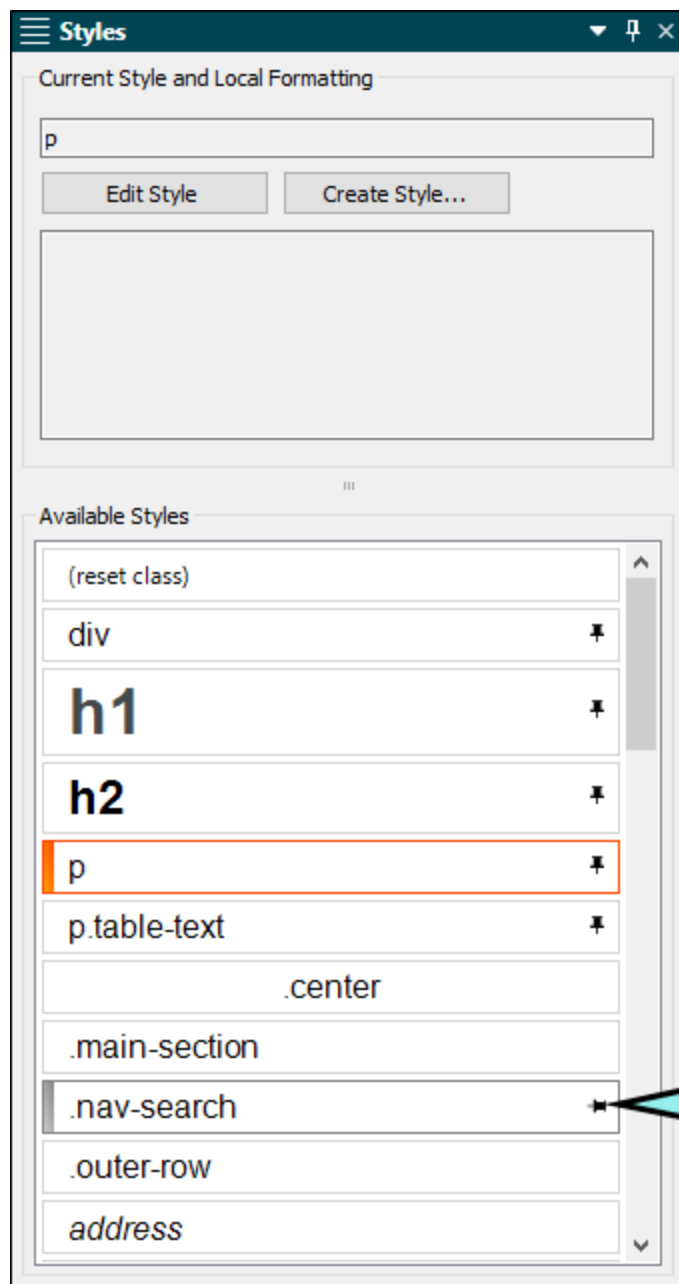 Styles
Current Style and Local Formatting
p
Edit Style Create Style...
Available Styles
(reset class)
div
h1
h2
p
p.table-text
.center
.main-section
.nav-search
.outer-row
address